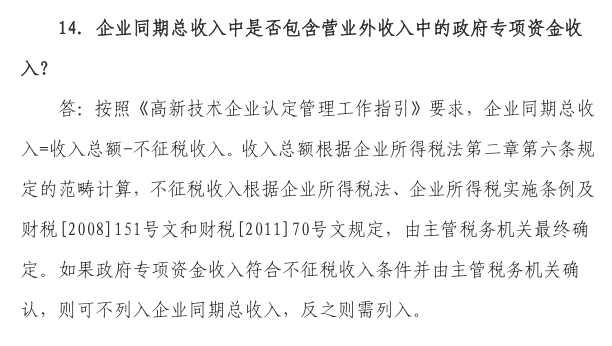 14. 企业同期总收入中是否包含营业外收入中的政府专项资金收
入？
答：按照《高新技术企业认定管理工作指引》要求，企业同期总收
入=收入总额-不征税收入。收入总额根据企业所得税法第二章第六条规
定的范畴计算，不征税收入根据企业所得税法、企业所得税实施条例及
财税[2008]151号文和财税[2011]70号文规定，由主管税务机关最终确
定。如果政府专项资金收入符合不征税收入条件并由主管税务机关确
认，则可不列入企业同期总收入，反之则需列入。